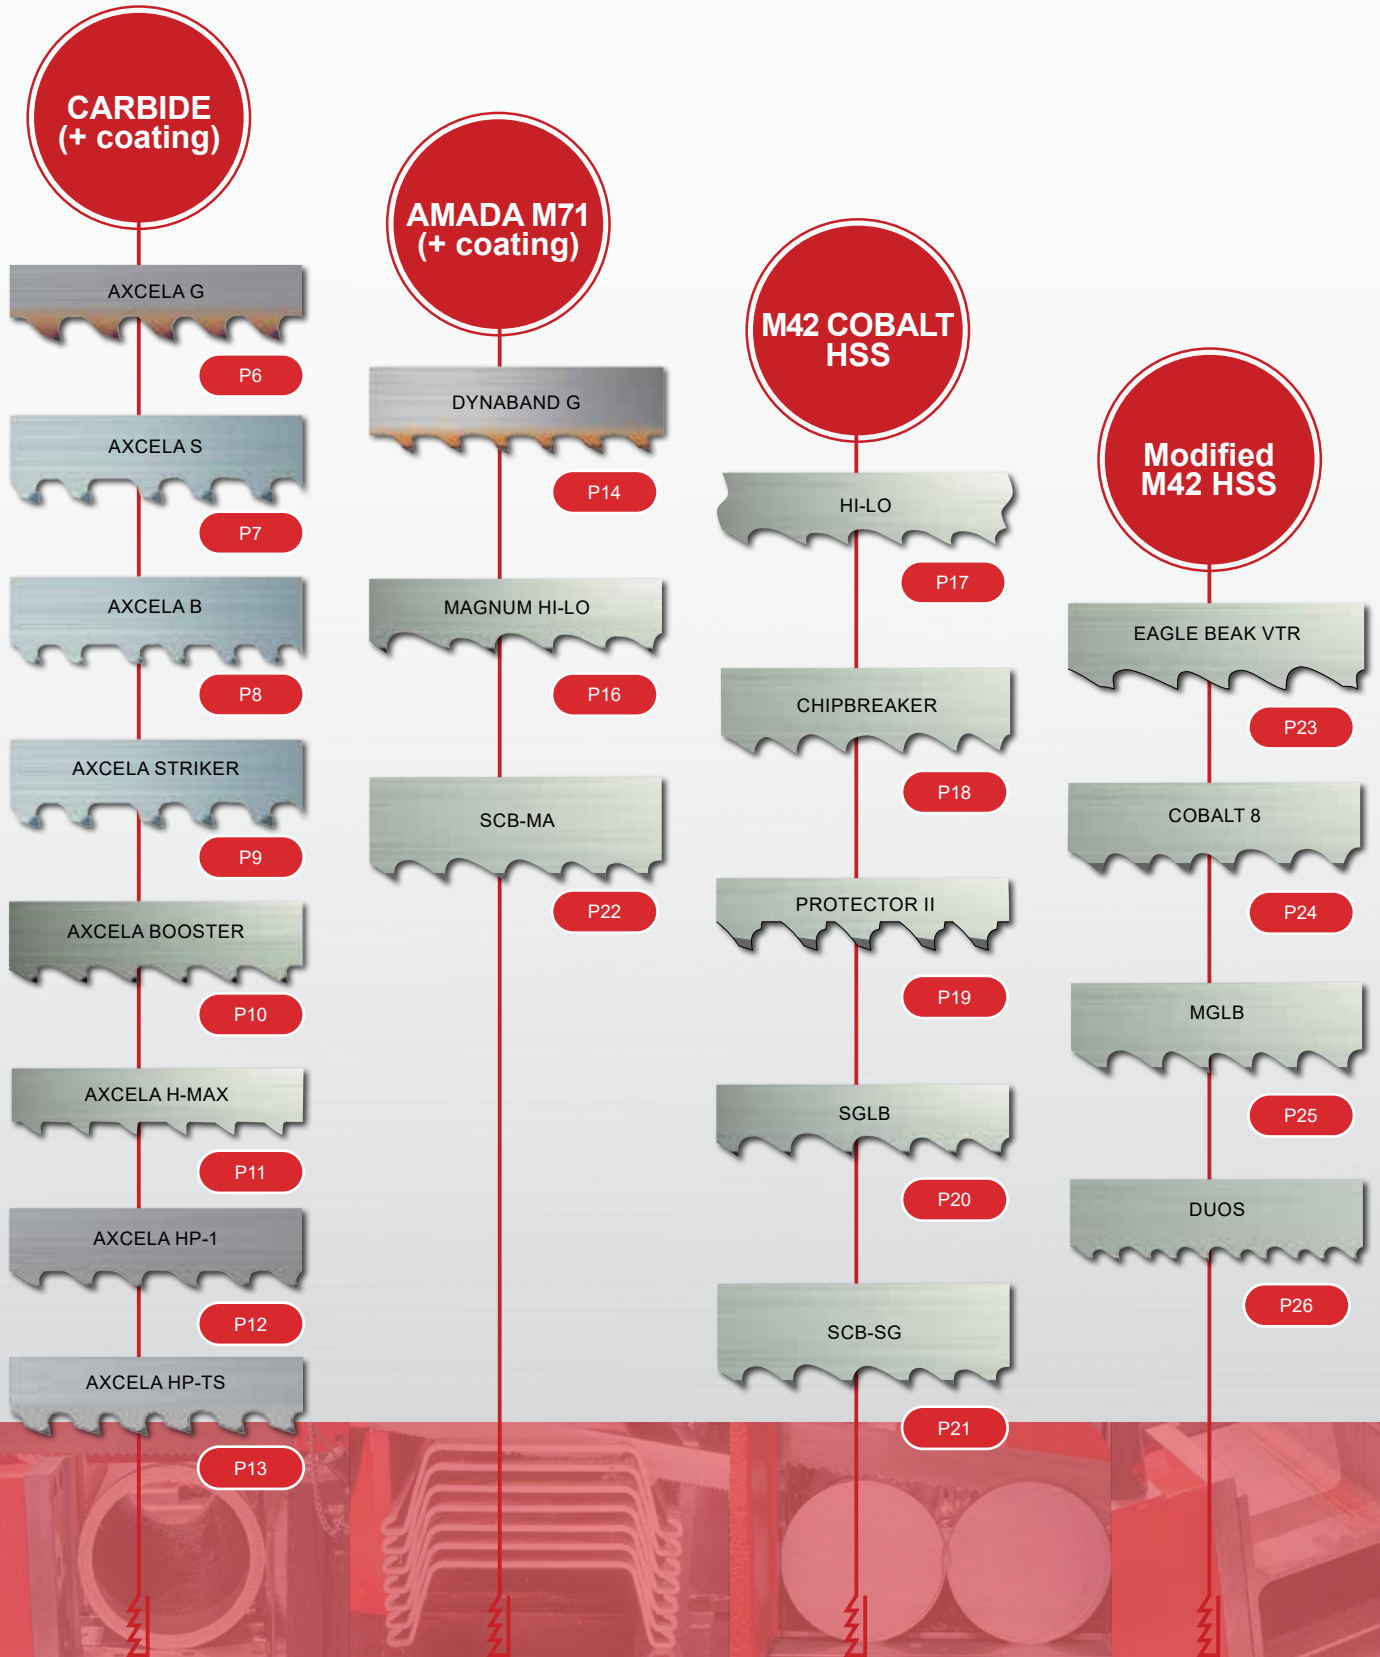 CARBIDE
(+ coating)
AXCELA G
P6
AXCELA S
P7
AXCELA B
P8
AXCELA STRIKER
P9
AXCELA BOOSTER
P10
AXCELA H-MAX
P11
AXCELA HP-1
P12
AXCELA HP-TS
P13
AMADA M71
(+ coating)
DYNABAND G
P14
MAGNUM HI-LO
P16
SCB-MA
P22
M42 COBALT
HSS
HI-LO
P17
CHIPBREAKER
P18
PROTECTOR II
P19
SGLB
P20
SCB-SG
P21
Modified
M42 HSS
EAGLE BEAK VTR
P23
COBALT 8
P24
MGLB
P25
DUOS
P26